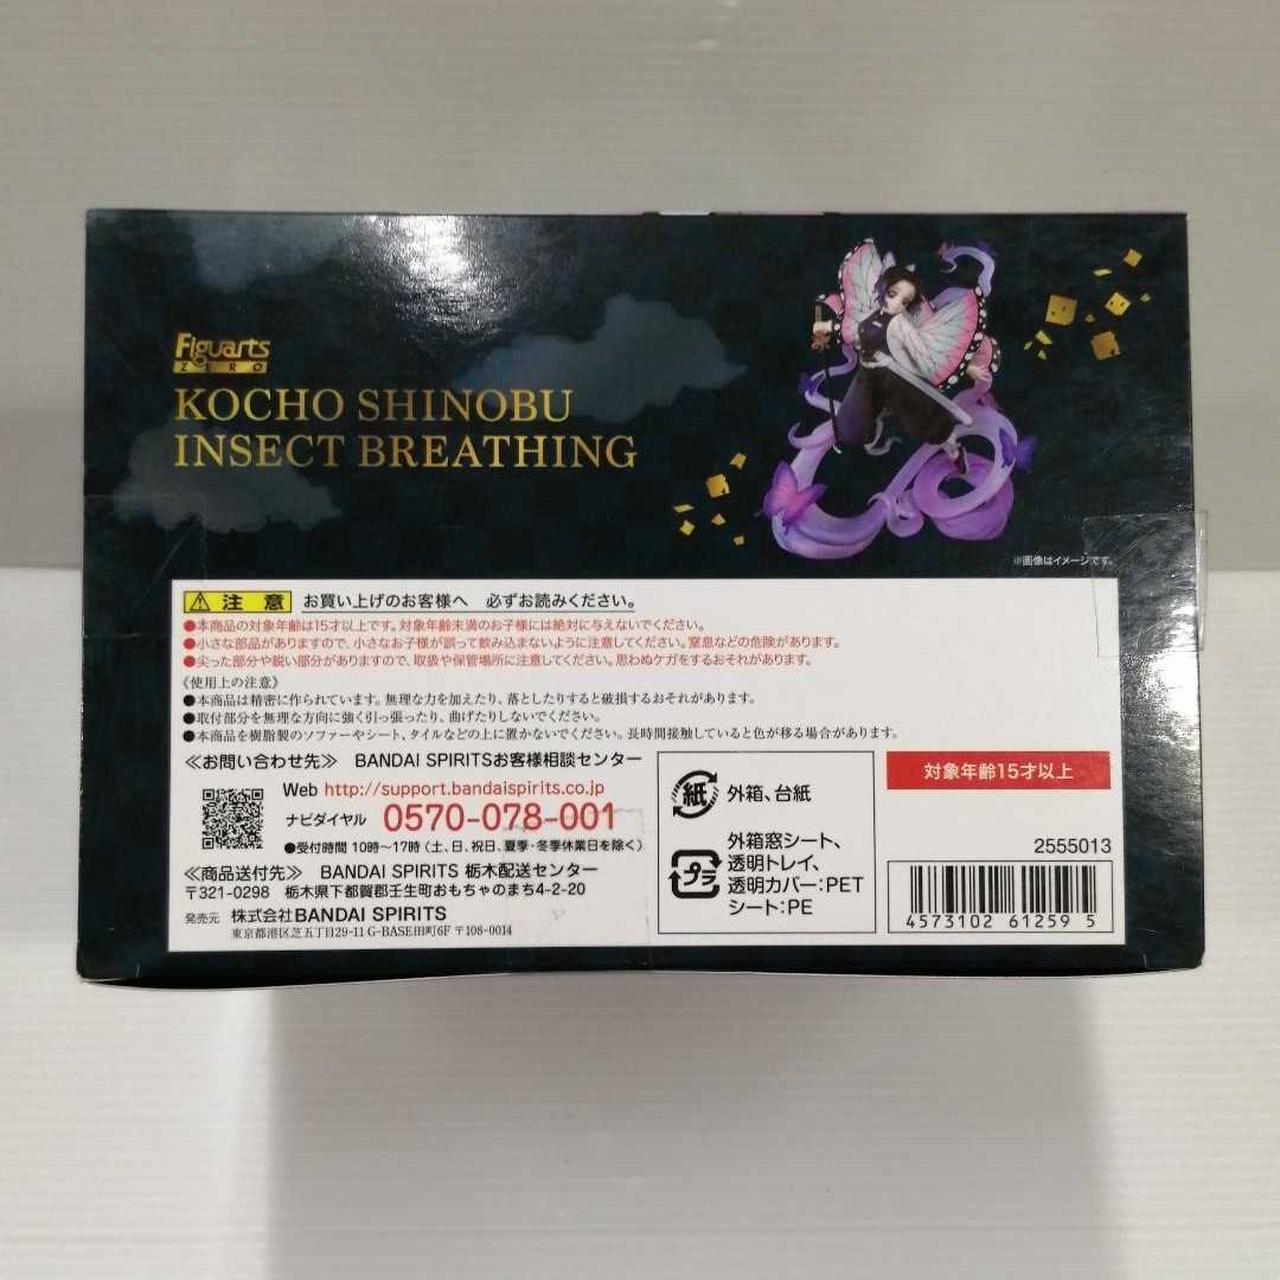 Figuarts
ZERO
KOCHO SHINOBU
INSECT BREATHING
※画像はイメージです。
⚠ 注 意 お買い上げのお客様へ 必ずお読みください。
●本商品の対象年齢は15才以上です。対象年齢未満のお子様には絶対に与えないでください。
●小さな部品がありますので、小さなお子様が誤って飲み込まないように注意してください。窒息などの危険があります。
●尖った部分や鋭い部分がありますので、取扱や保管場所に注意してください。思わぬケガをするおそれがあります。
《使用上の注意》
●本商品は精密に作られています。無理な力を加えたり、落としたりすると破損するおそれがあります。
●取付部分を無理な方向に強く引っ張ったり、曲げたりしないでください。
●本商品を樹脂製のソファーやシート、タイルなどの上に置かないでください。長時間接触していると色が移る場合があります。
≪お問い合わせ先≫ BANDAI SPIRITSお客様相談センター
Web http://support.bandaispirits.co.jp
ナビダイヤル 0570-078-001
●受付時間 10時〜17時(土、日、祝日、夏季・冬季休業日を除く)
≪商品送付先≫ BANDAI SPIRITS 栃木配送センター
〒321-0298 栃木県下都賀郡壬生町おもちゃのまち4-2-20
発売元 株式会社BANDAI SPIRITS
東京都港区芝五丁目29-11 G-BASE田町6F 〒108-0014
紙 外箱、台紙
プラ 外箱窓シート、
透明トレイ、
透明カバー:PET
シート:PE
対象年齢15才以上
2555013
4573102 61259 5